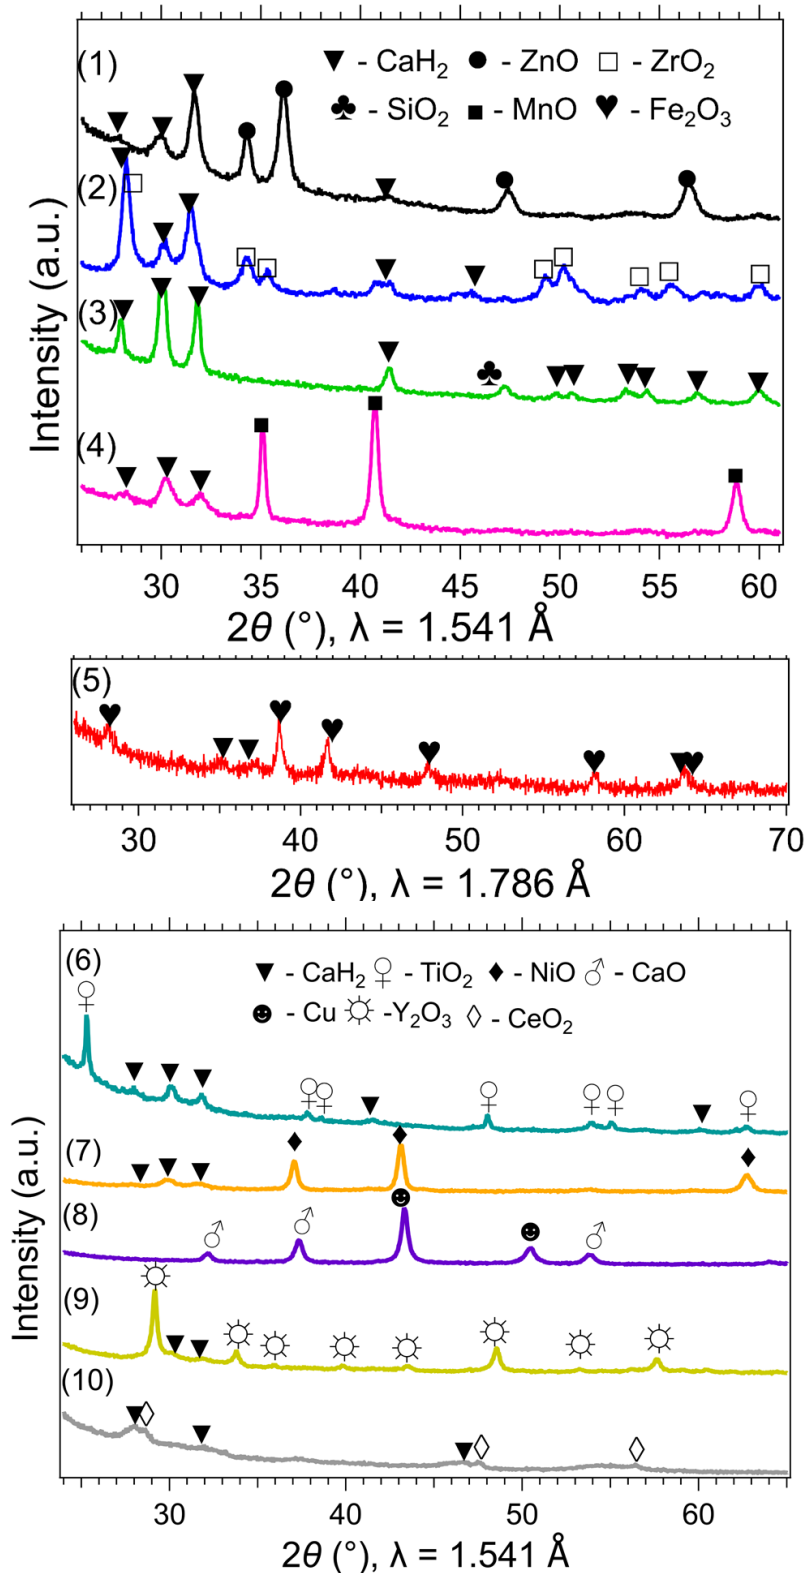 (1)
▼ - CaH₂ ● - ZnO □ - ZrO₂
♣ - SiO₂ ■ - MnO ♥ - Fe₂O₃
(2)
(3)
(4)
Intensity (a.u.)
30 35 40 45 50 55 60
2θ (°), λ = 1.541 Å
(5)
30 40 50 60 70
2θ (°), λ = 1.786 Å
(6)
▼ - CaH₂ ♀ - TiO₂ ♦ - NiO ♂ - CaO
☻ - Cu ☼ -Y₂O₃ ◊ - CeO₂
(7)
(8)
(9)
(10)
Intensity (a.u.)
30 40 50 60
2θ (°), λ = 1.541 Å